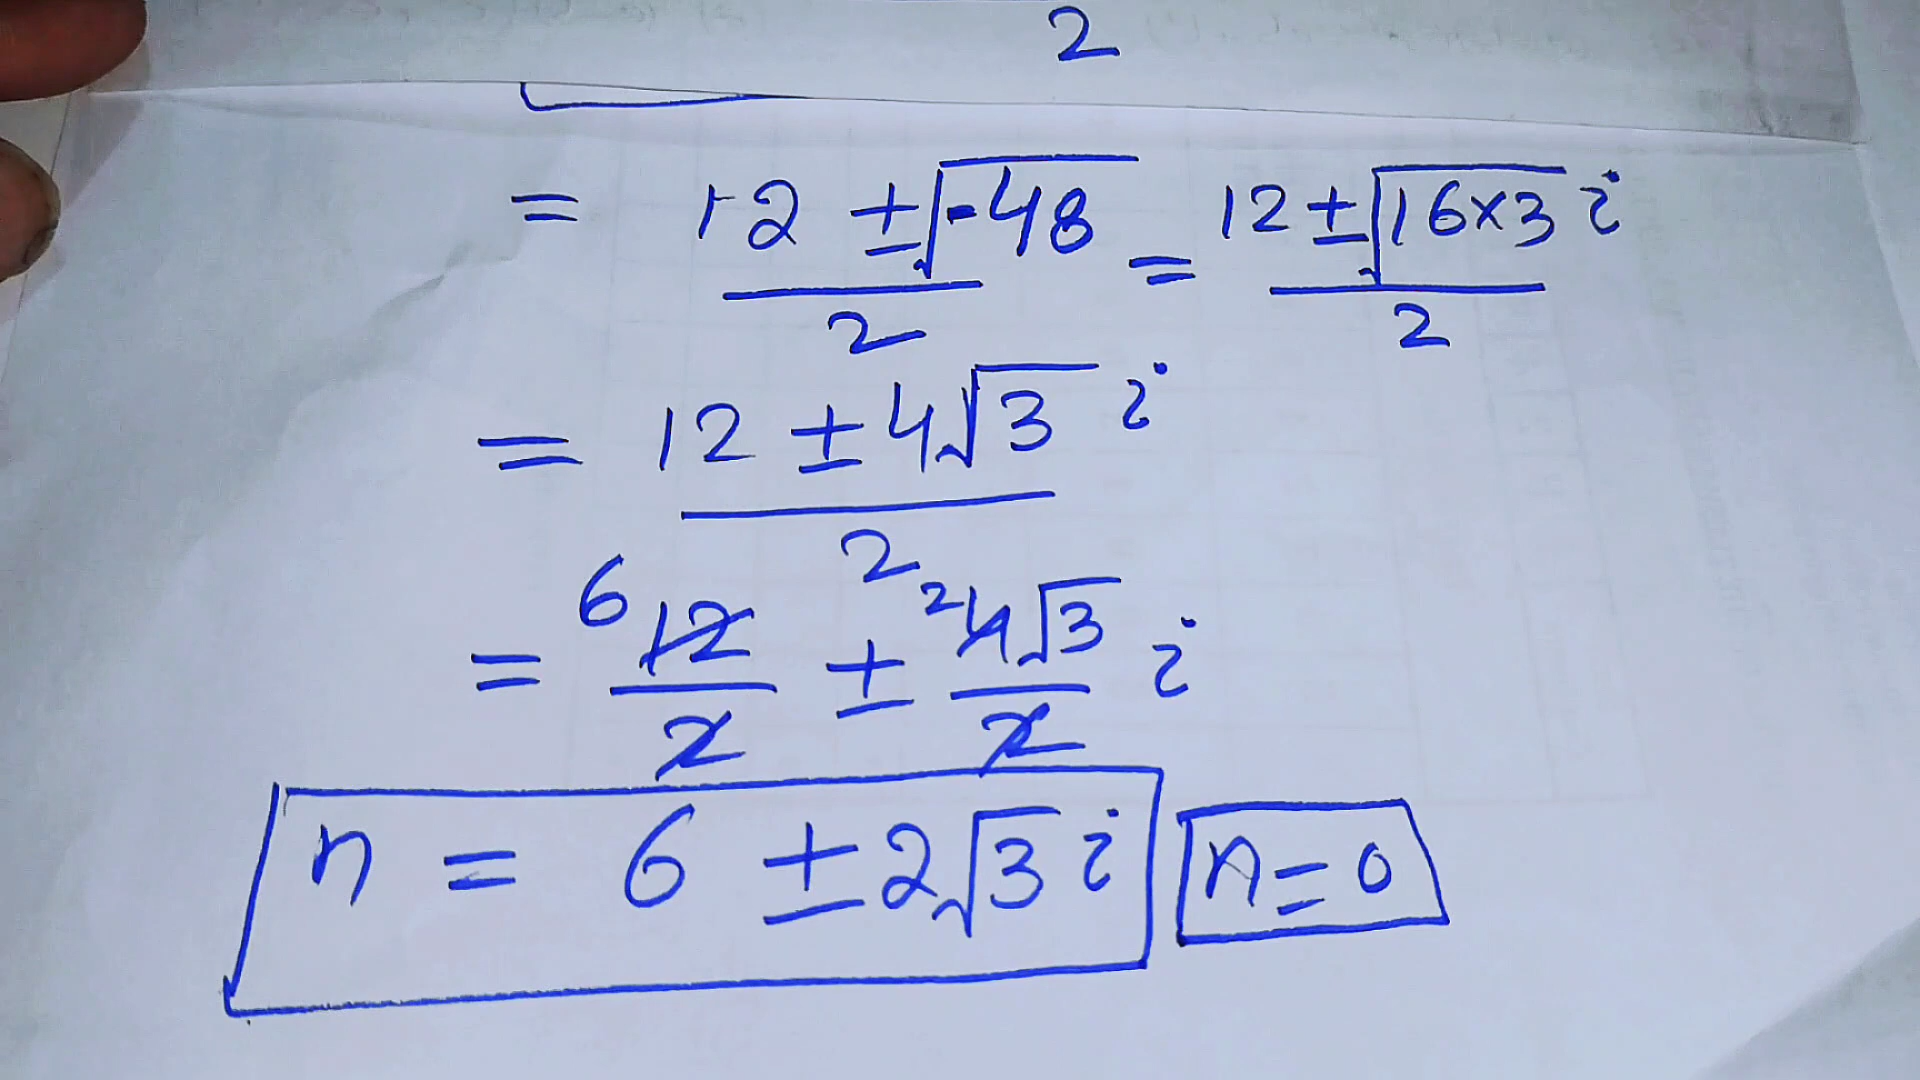 2
= 12 ± √-48 / 2 = 12 ± √16×3 i / 2
= 12 ± 4√3 i / 2
= 6 12 / 2 ± 2 4√3 / 2 i
n = 6 ± 2√3 i n = 0